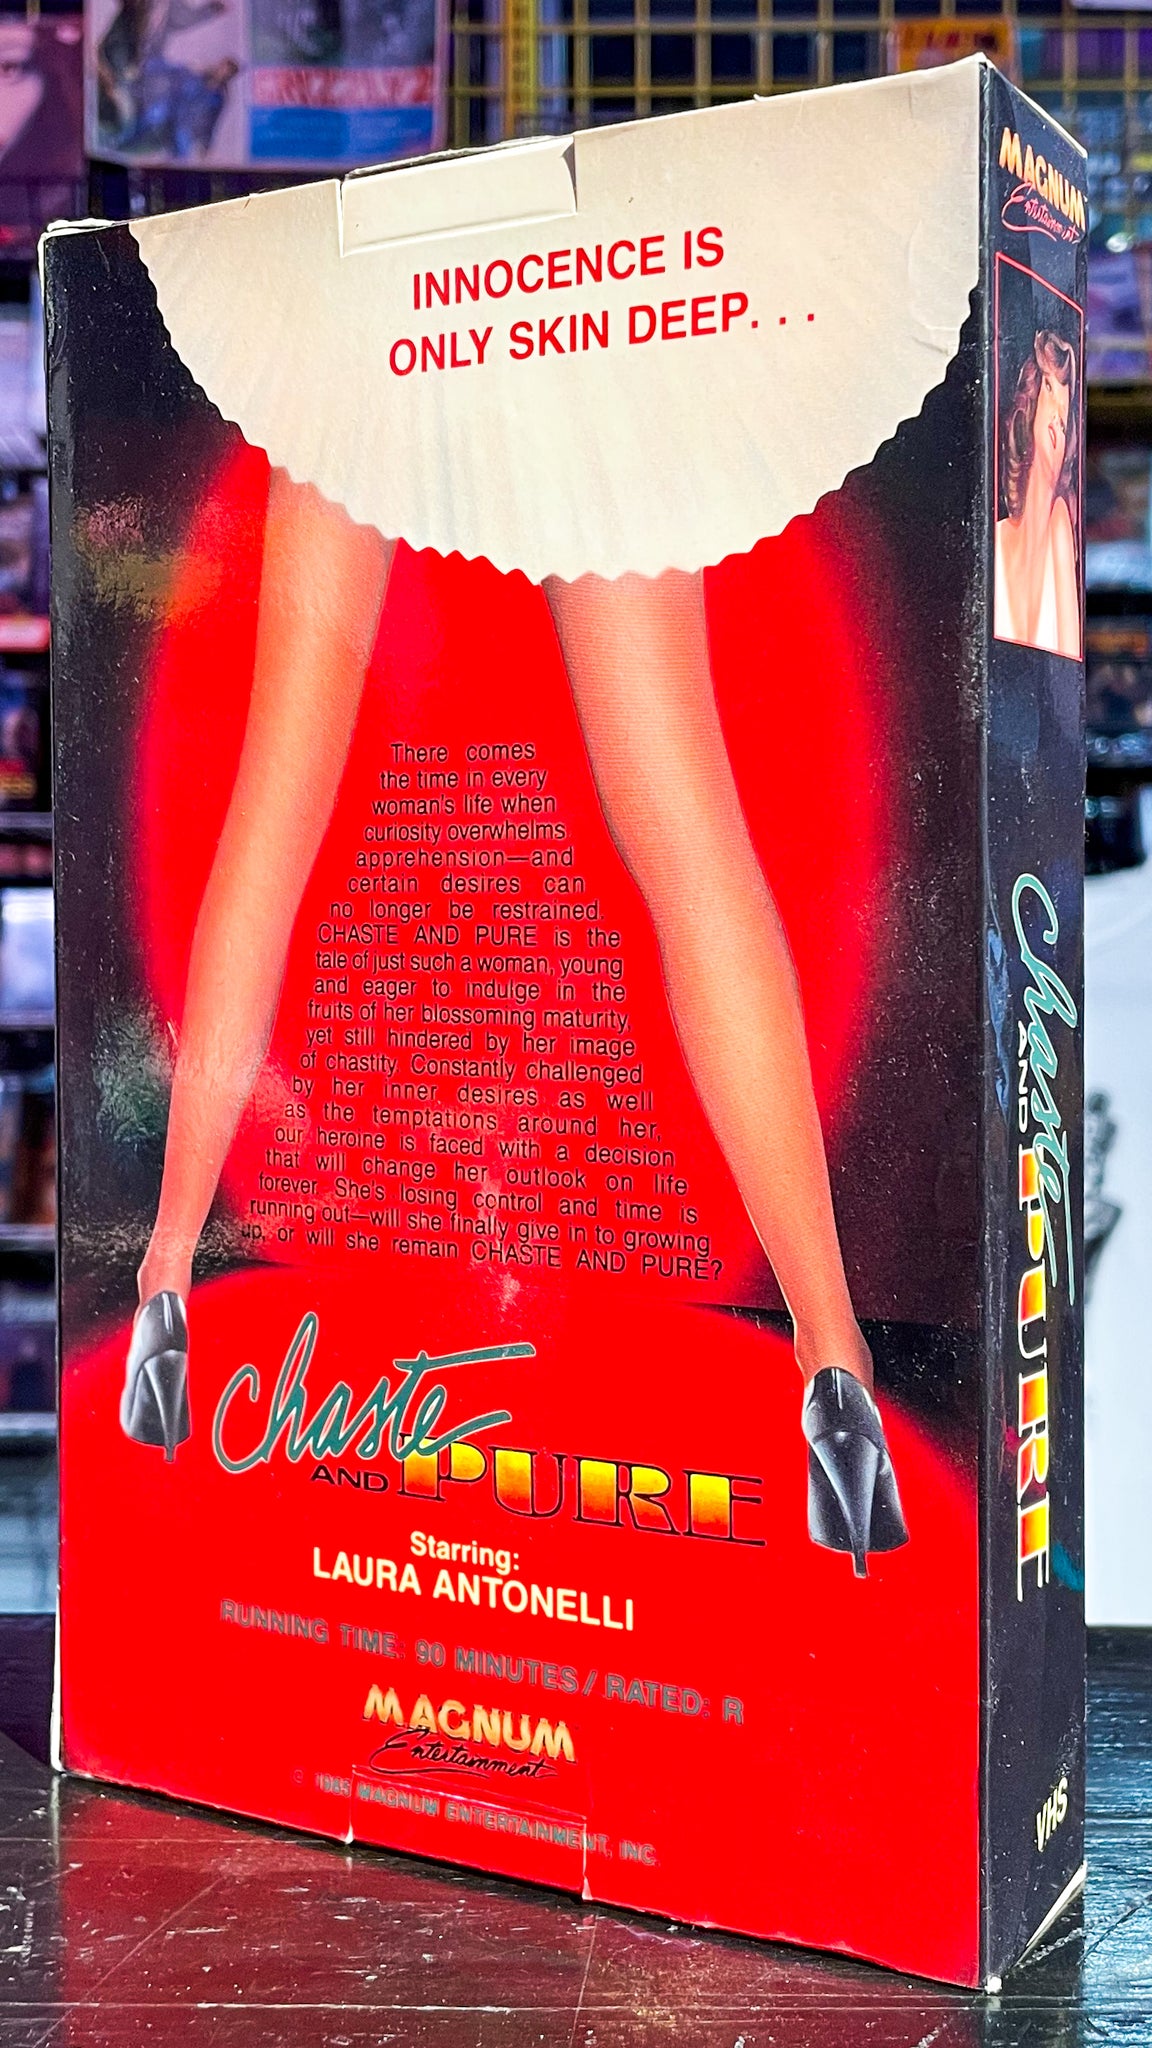 INNOCENCE IS
ONLY SKIN DEEP. . .
There comes
the time in every
woman's life when
curiosity overwhelms
apprehension—and
certain desires can
no longer be restrained.
CHASTE AND PURE is the
tale of just such a woman, young
and eager to indulge in the
fruits of her blossoming maturity,
yet still hindered by her image
of chastity. Constantly challenged
by her inner desires as well
as the temptations around her,
our heroine is faced with a decision
that will change her outlook on life
forever. She's losing control and time is
running out—will she finally give in to growing
up, or will she remain CHASTE AND PURE?
Chaste
AND PURE
Starring:
LAURA ANTONELLI
RUNNING TIME: 90 MINUTES / RATED: R
MAGNUM
Entertainment
© 1985 MAGNUM ENTERTAINMENT, INC.
MAGNUM
Entertainment
Chaste
AND PURE
VHS